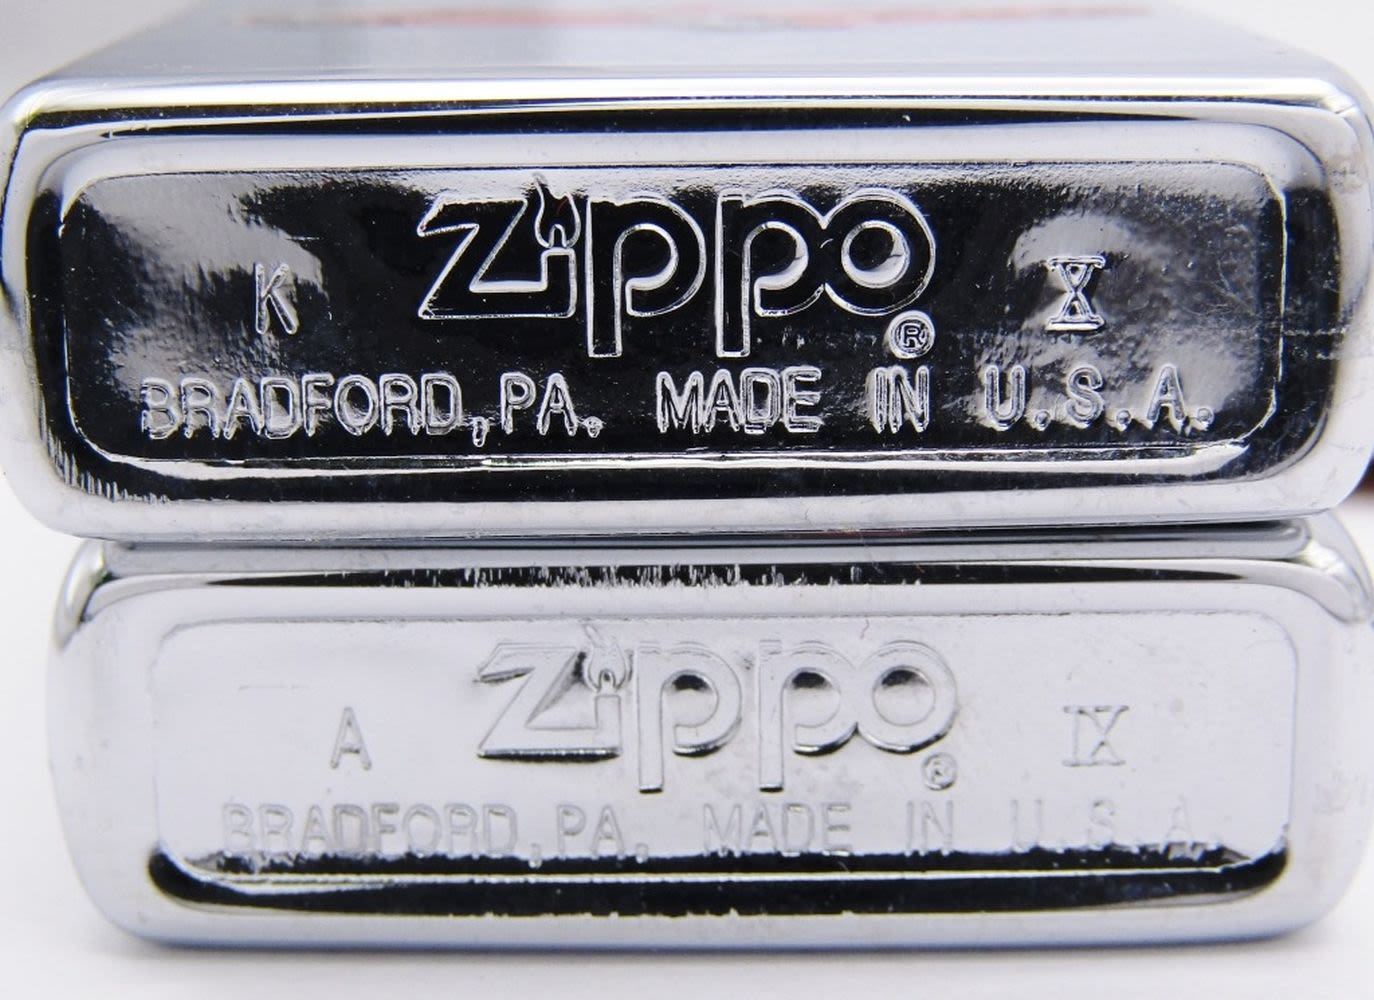 zippo
K X
®
BRADFORD, PA. MADE IN U.S.A.
zippo
A IX
®
BRADFORD, PA. MADE IN U.S.A.